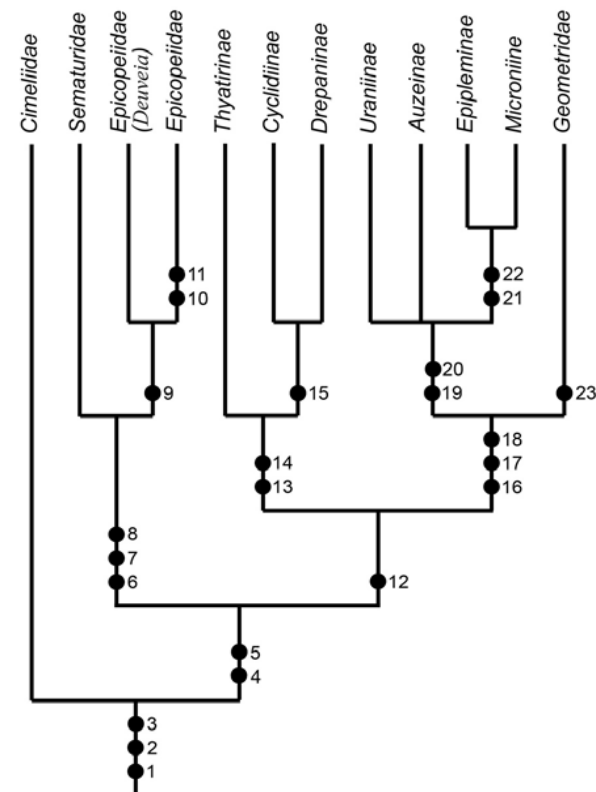 Cimeliidae
Sematuridae
Epicopeiidae
(Deuveia)
Epicopeiidae
Thyatirinae
Cyclidiinae
Drepaninae
Uraniinae
Auzeinae
Epipleminae
Microniine
Geometridae
11
10
22
21
20
19
9
15
23
18
17
16
14
13
8
7
6
12
5
4
3
2
1